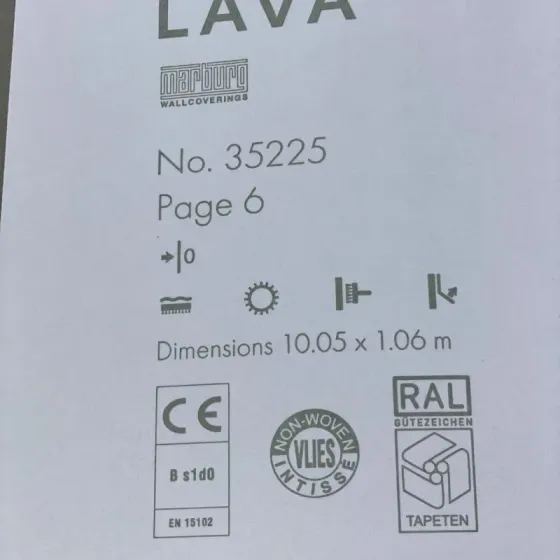 LAVA
marburg
WALLCOVERINGS
No. 35225
Page 6
0
Dimensions 10.05 x 1.06 m
CE
B s1d0
EN 15102
NON-WOVEN
VLIES
INTISSÉ
RAL
GÜTEZEICHEN
TAPETEN